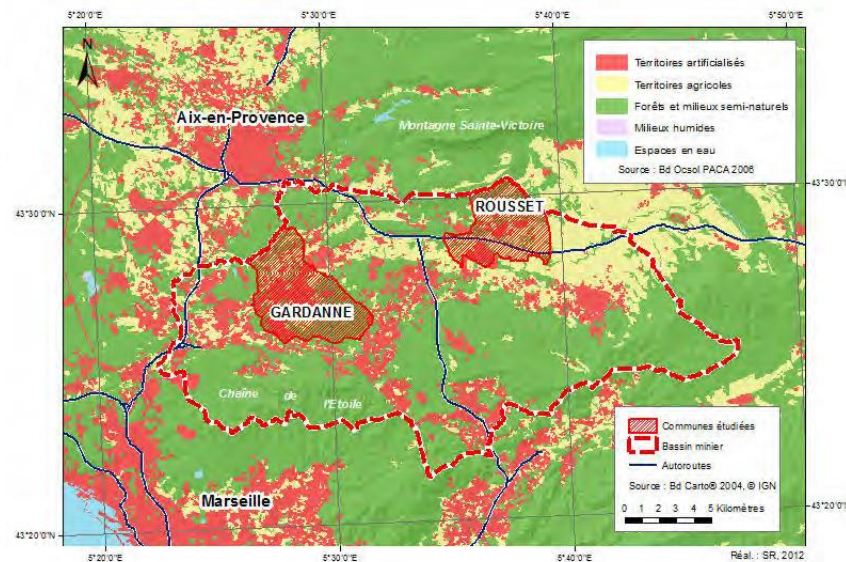 5°20'0"E
5°30'0"E
5°40'0"E
5°50'0"E
N
Territoires artificialisés
Territoires agricoles
Forêts et milieux semi-naturels
Milieux humides
Espaces en eau
Source : Bd Ocsol PACA 2006
Aix-en-Provence
Montagne Sainte-Victoire
43°30'0"N
43°30'0"N
ROUSSET
GARDANNE
Chaîne de l'Etoile
Communes étudiées
Bassin minier
Autoroutes
Source : Bd Carto® 2004, © IGN
0 1 2 3 4 5 Kilomètres
Marseille
43°20'0"N
43°20'0"N
5°20'0"E
5°30'0"E
5°40'0"E
Réal. : SR, 2012